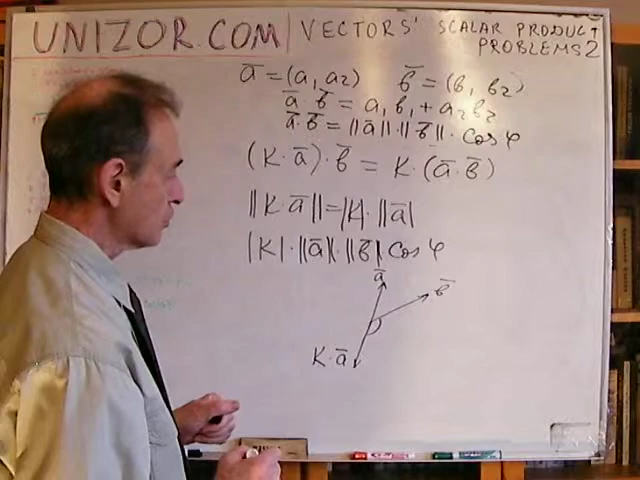 UNIZOR.COM | VECTORS' SCALAR PRODUCT
PROBLEMS 2
a̅ = (a₁ a₂) b̅ = (b₁ b₂)
a̅ · b̅ = a₁b₁ + a₂b₂
a̅ · b̅ = ||a̅|| · ||b̅|| · cos φ
(K · a̅) · b̅ = K · (a̅ · b̅)
||K · a̅|| = |K| · ||a̅||
|K| · ||a̅|| · ||b̅|| cos φ
a̅
b̅
K · a̅